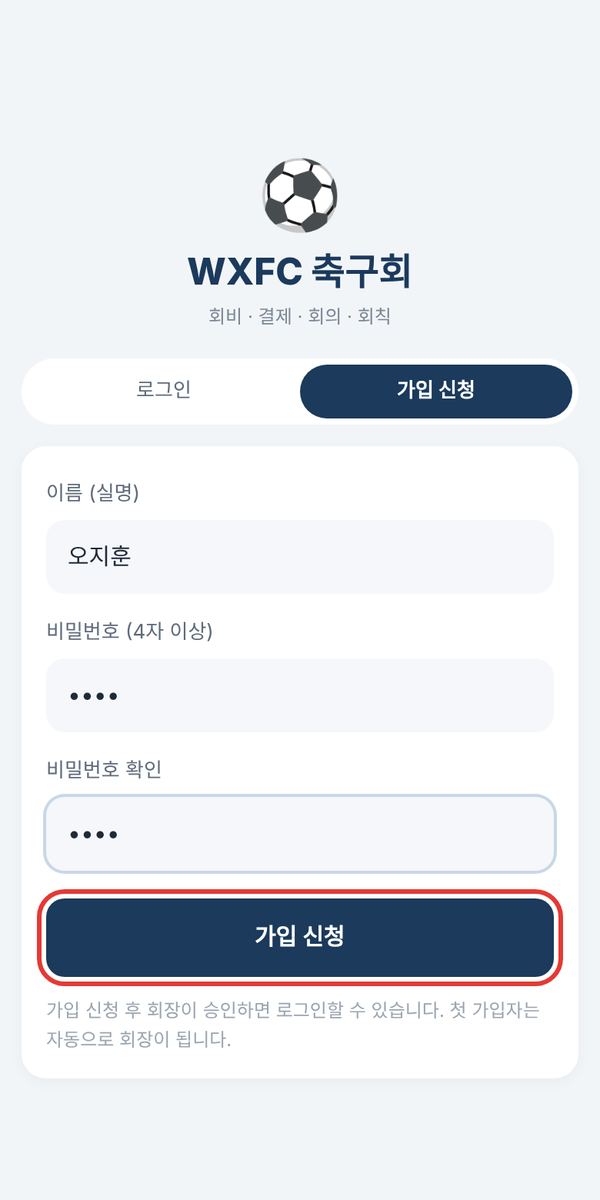 WXFC 축구회
회비 · 결제 · 회의 · 회칙
로그인
가입 신청
이름 (실명)
오지훈
비밀번호 (4자 이상)
••••
비밀번호 확인
••••
가입 신청
가입 신청 후 회장이 승인하면 로그인할 수 있습니다. 첫 가입자는
자동으로 회장이 됩니다.